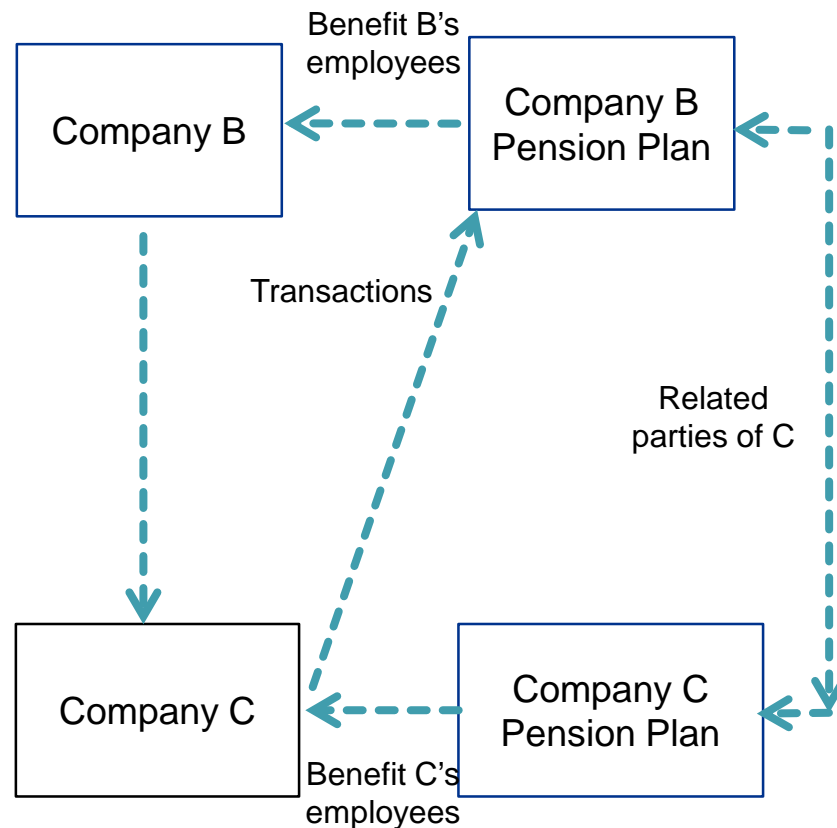 Benefit B’s
employees
Company B
Company B
Pension Plan
Transactions
Related
parties of C
Company C
Company C
Pension Plan
Benefit C’s
employees